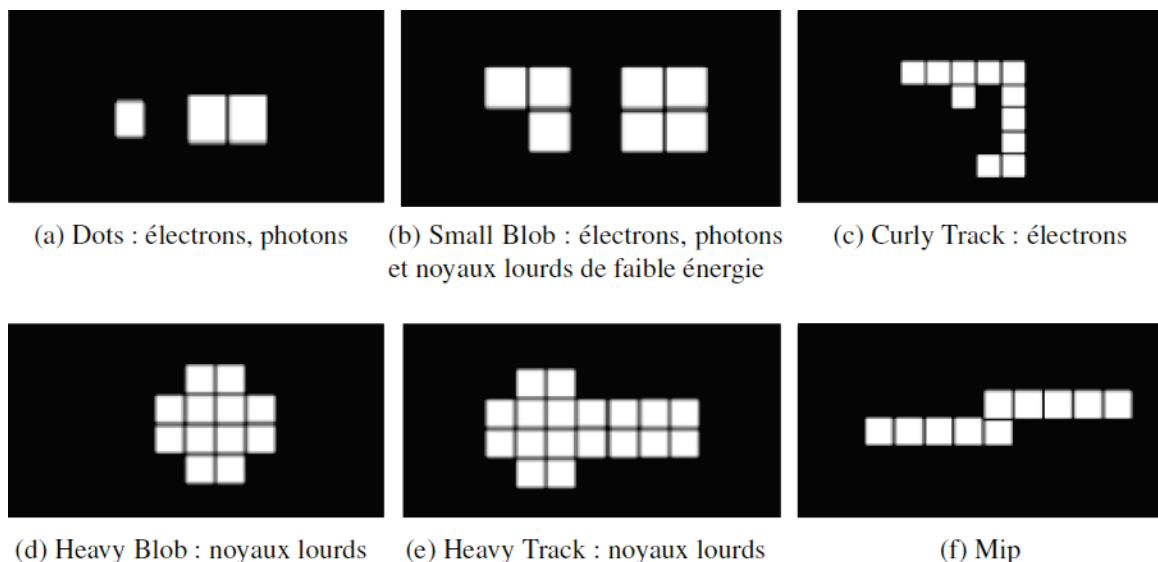 (a) Dots : électrons, photons
(b) Small Blob : électrons, photons
et noyaux lourds de faible énergie
(c) Curly Track : électrons
(d) Heavy Blob : noyaux lourds
(e) Heavy Track : noyaux lourds
(f) Mip